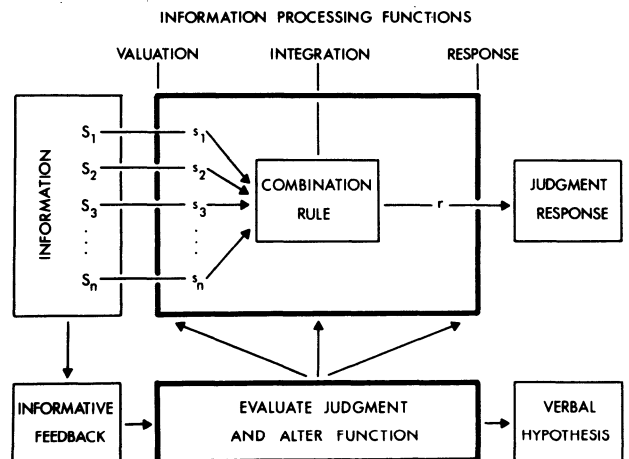 INFORMATION PROCESSING FUNCTIONS
VALUATION INTEGRATION RESPONSE
INFORMATION
S1 s1
S2 s2
S3 s3
Sn sn
COMBINATION
RULE
r
JUDGMENT
RESPONSE
INFORMATIVE
FEEDBACK
EVALUATE JUDGMENT
AND ALTER FUNCTION
VERBAL
HYPOTHESIS